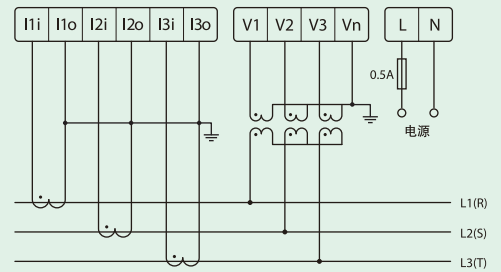 I1i I1o I2i I2o I3i I3o V1 V2 V3 Vn L N
0.5A
电源
L1(R)
L2(S)
L3(T)